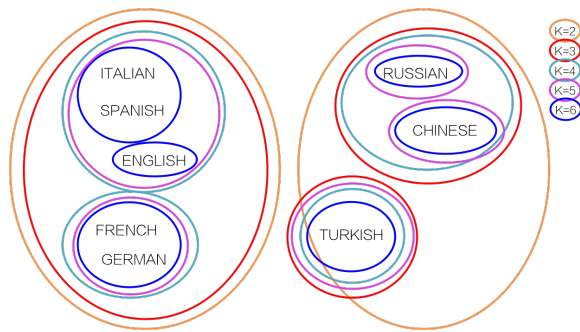 ITALIAN
SPANISH
ENGLISH
FRENCH
GERMAN
RUSSIAN
CHINESE
TURKISH
K=2
K=3
K=4
K=5
K=6